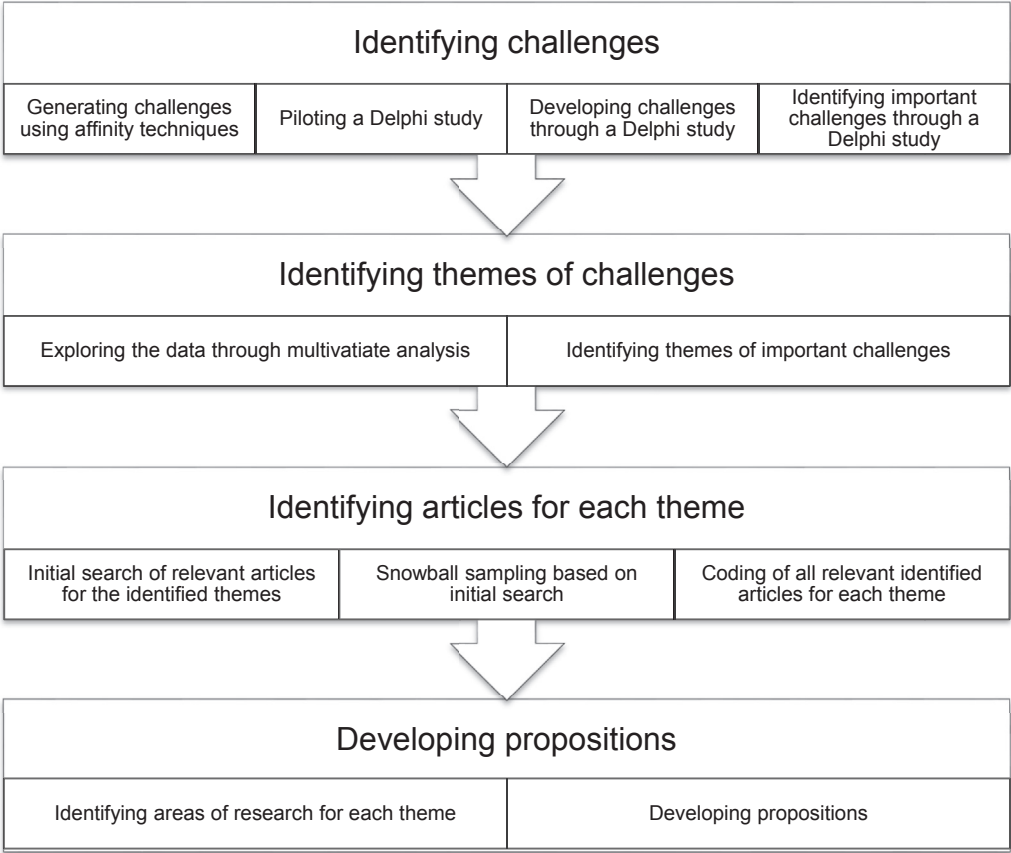 Identifying challenges
Generating challenges
using affinity techniques
Piloting a Delphi study
Developing challenges
through a Delphi study
Identifying important
challenges through a
Delphi study
Identifying themes of challenges
Exploring the data through multivatiate analysis
Identifying themes of important challenges
Identifying articles for each theme
Initial search of relevant articles
for the identified themes
Snowball sampling based on
initial search
Coding of all relevant identified
articles for each theme
Developing propositions
Identifying areas of research for each theme
Developing propositions